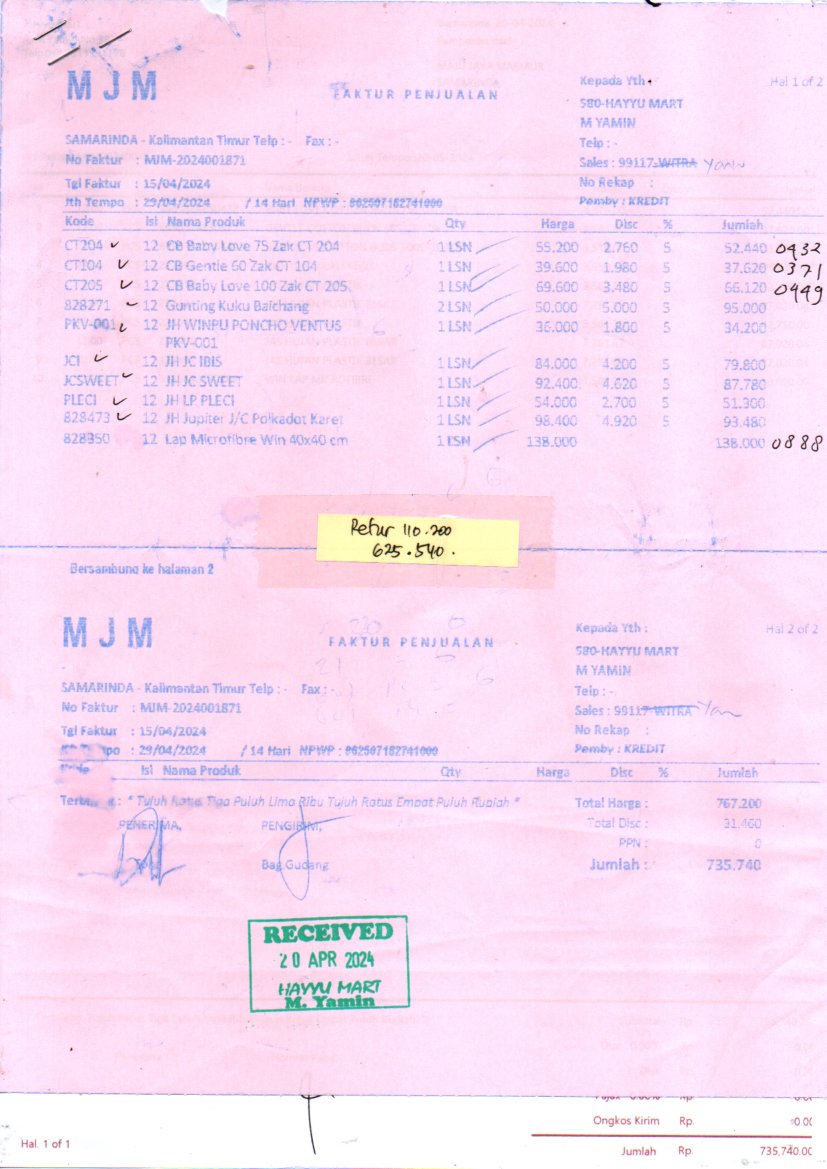 MJM
FAKTUR PENJUALAN
Kepada Yth :
Hal 1 of 2
580-HAYYU MART
M YAMIN
SAMARINDA - Kalimantan Timur Telp : - Fax : -
Telp : -
No Faktur : MJM-2024001871
Sales : 99117-WITRA Yann
Tgl Faktur : 15/04/2024
No Rekap :
Jth Tempo : 29/04/2024 / 14 Hari NPWP : 862507182741000
Pemby : KREDIT
Kode Isi Nama Produk Qty Harga Disc % Jumlah
CT204 12 CB Baby Love 75 Zak CT 204 1 LSN 55.200 2.760 5 52.440 0432
CT104 12 CB Gentle 60 Zak CT 104 1 LSN 39.600 1.980 5 37.620 0371
CT205 12 CB Baby Love 100 Zak CT 205 1 LSN 69.600 3.480 5 66.120 0449
828271 12 Gunting Kuku Baichang 2 LSN 50.000 5.000 5 95.000
PKV-001 12 JH WINPU PONCHO VENTUS 1 LSN 36.000 1.800 5 34.200
PKV-001
JCI 12 JH JC IBIS 1 LSN 84.000 4.200 5 79.800
JCSWEET 12 JH JC SWEET 1 LSN 92.400 4.620 5 87.780
PLECI 12 JH LP PLECI 1 LSN 54.000 2.700 5 51.300
828473 12 JH Jupiter J/C Polkadot Karet 1 LSN 98.400 4.920 5 93.480
828350 12 Lap Microfibre Win 40x40 cm 1 LSN 138.000 138.000 0888
Retur 110.200
625.540.
Bersambung ke halaman 2
MJM
FAKTUR PENJUALAN
Kepada Yth :
Hal 2 of 2
580-HAYYU MART
M YAMIN
SAMARINDA - Kalimantan Timur Telp : - Fax : -
Telp : -
No Faktur : MJM-2024001871
Sales : 99117-WITRA Yan
Tgl Faktur : 15/04/2024
No Rekap :
: 29/04/2024 / 14 Hari NPWP : 862507182741000
Pemby : KREDIT
Isi Nama Produk Qty Harga Disc % Jumlah
: * Tujuh Ratus Tiga Puluh Lima Ribu Tujuh Ratus Empat Puluh Rupiah *
Total Harga : 767.200
PENERIMA, PENGIRIM,
Total Disc : 31.460
PPN : 0
Bag Gudang
Jumlah : 735.740
RECEIVED
20 APR 2024
HAYYU MART
M. Yamin
Ongkos Kirim Rp. 0.00
Hal. 1 of 1
Jumlah Rp. 735,740.00